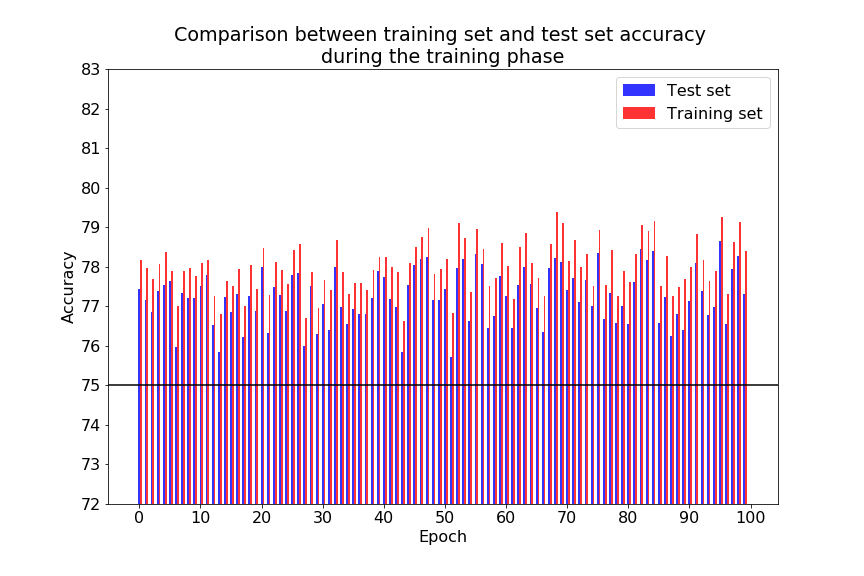 Comparison between training set and test set accuracy
during the training phase
83
82
81
80
79
78
77
76
75
74
73
72
Accuracy
Test set
Training set
0 10 20 30 40 50 60 70 80 90 100
Epoch